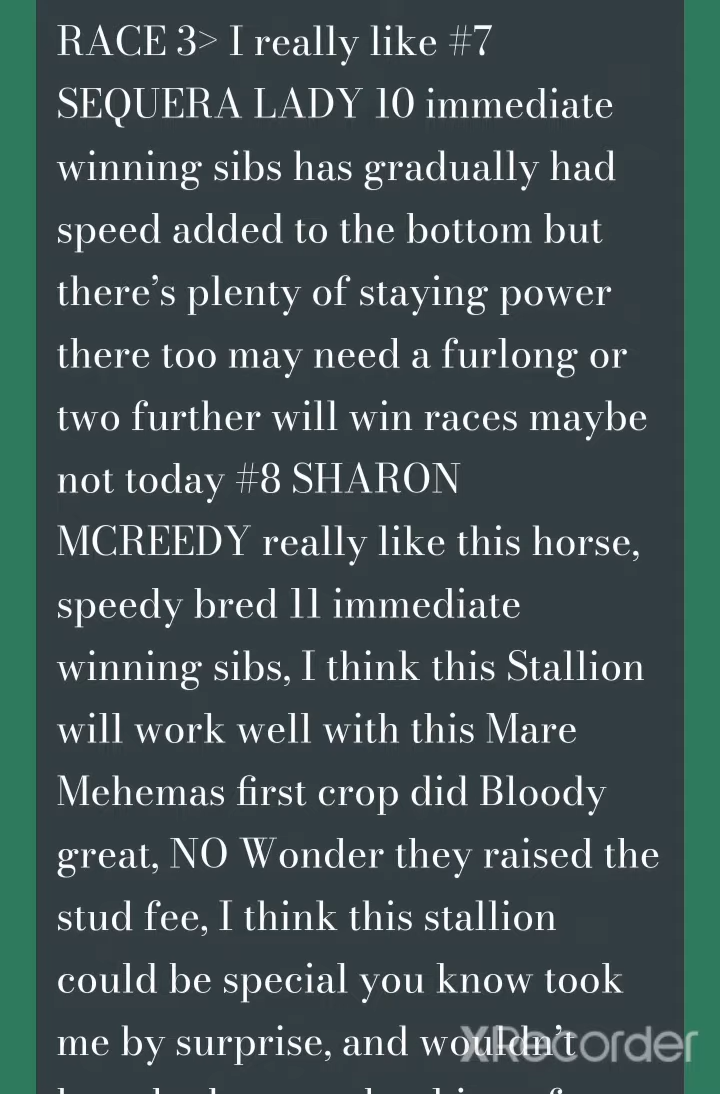 RACE 3> I really like #7
SEQUERA LADY 10 immediate
winning sibs has gradually had
speed added to the bottom but
there's plenty of staying power
there too may need a furlong or
two further will win races maybe
not today #8 SHARON
MCREEDY really like this horse,
speedy bred 11 immediate
winning sibs, I think this Stallion
will work well with this Mare
Mehemas first crop did Bloody
great, NO Wonder they raised the
stud fee, I think this stallion
could be special you know took
me by surprise, and wouldn't
XRecorder